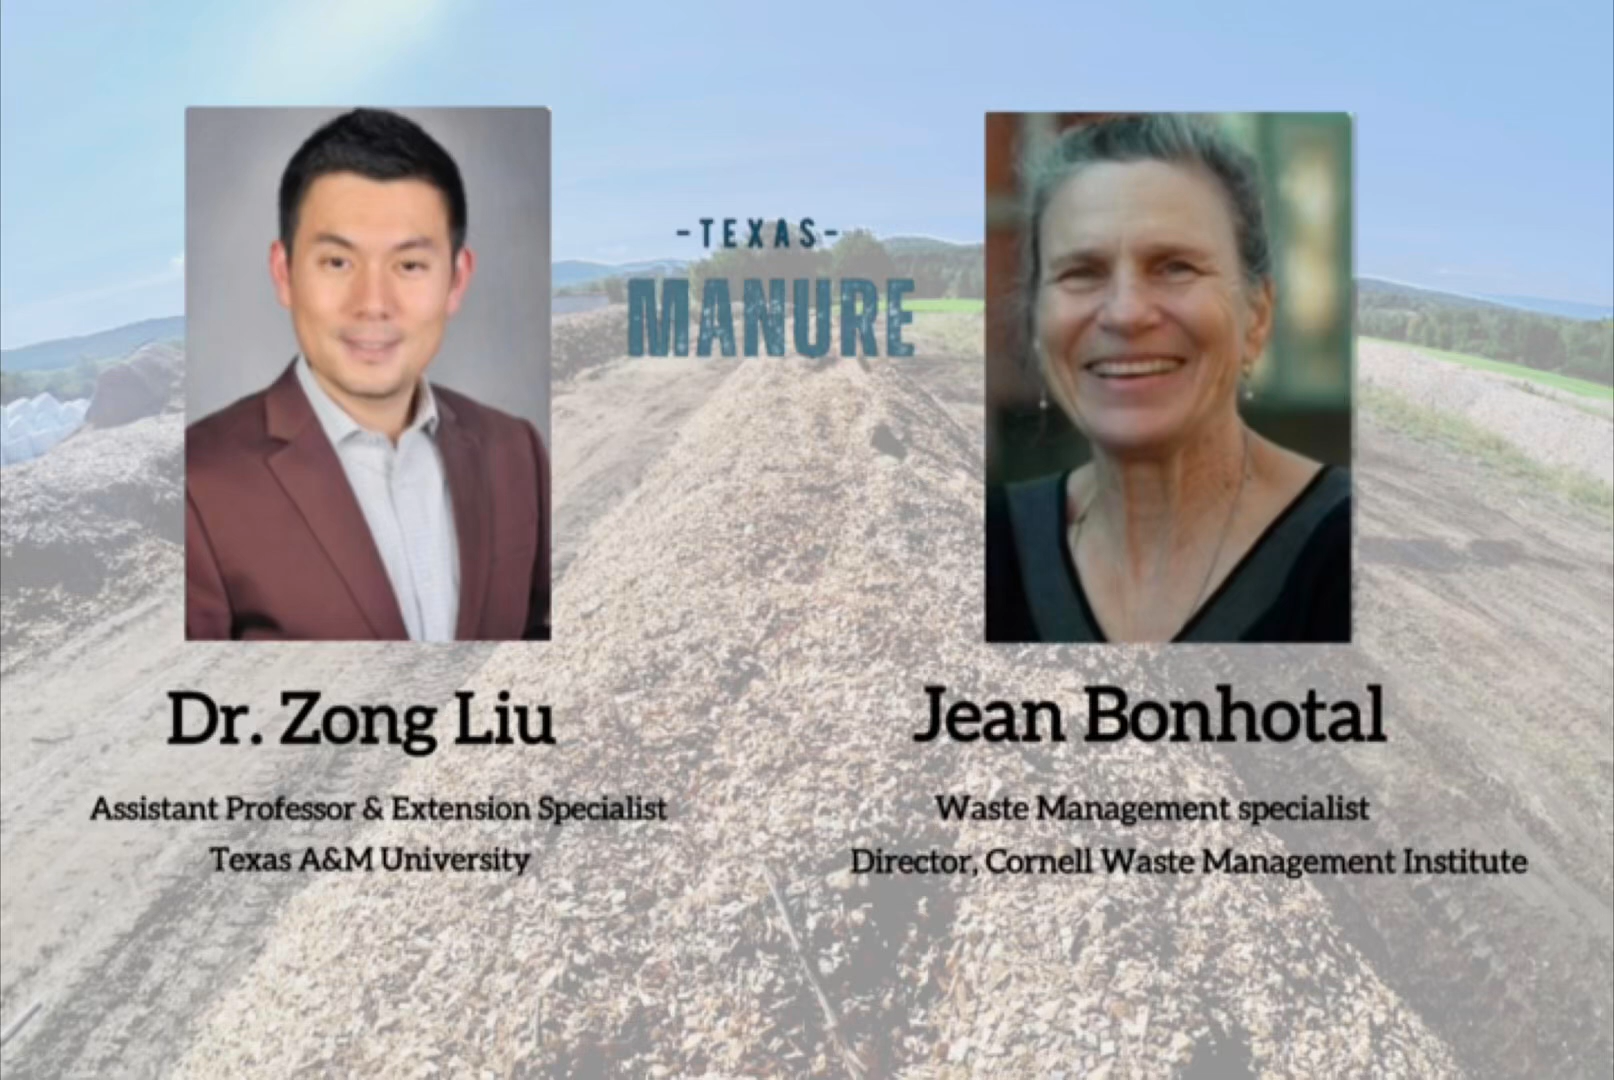 -TEXAS-
MANURE
Dr. Zong Liu
Assistant Professor & Extension Specialist
Texas A&M University
Jean Bonhotal
Waste Management specialist
Director, Cornell Waste Management Institute